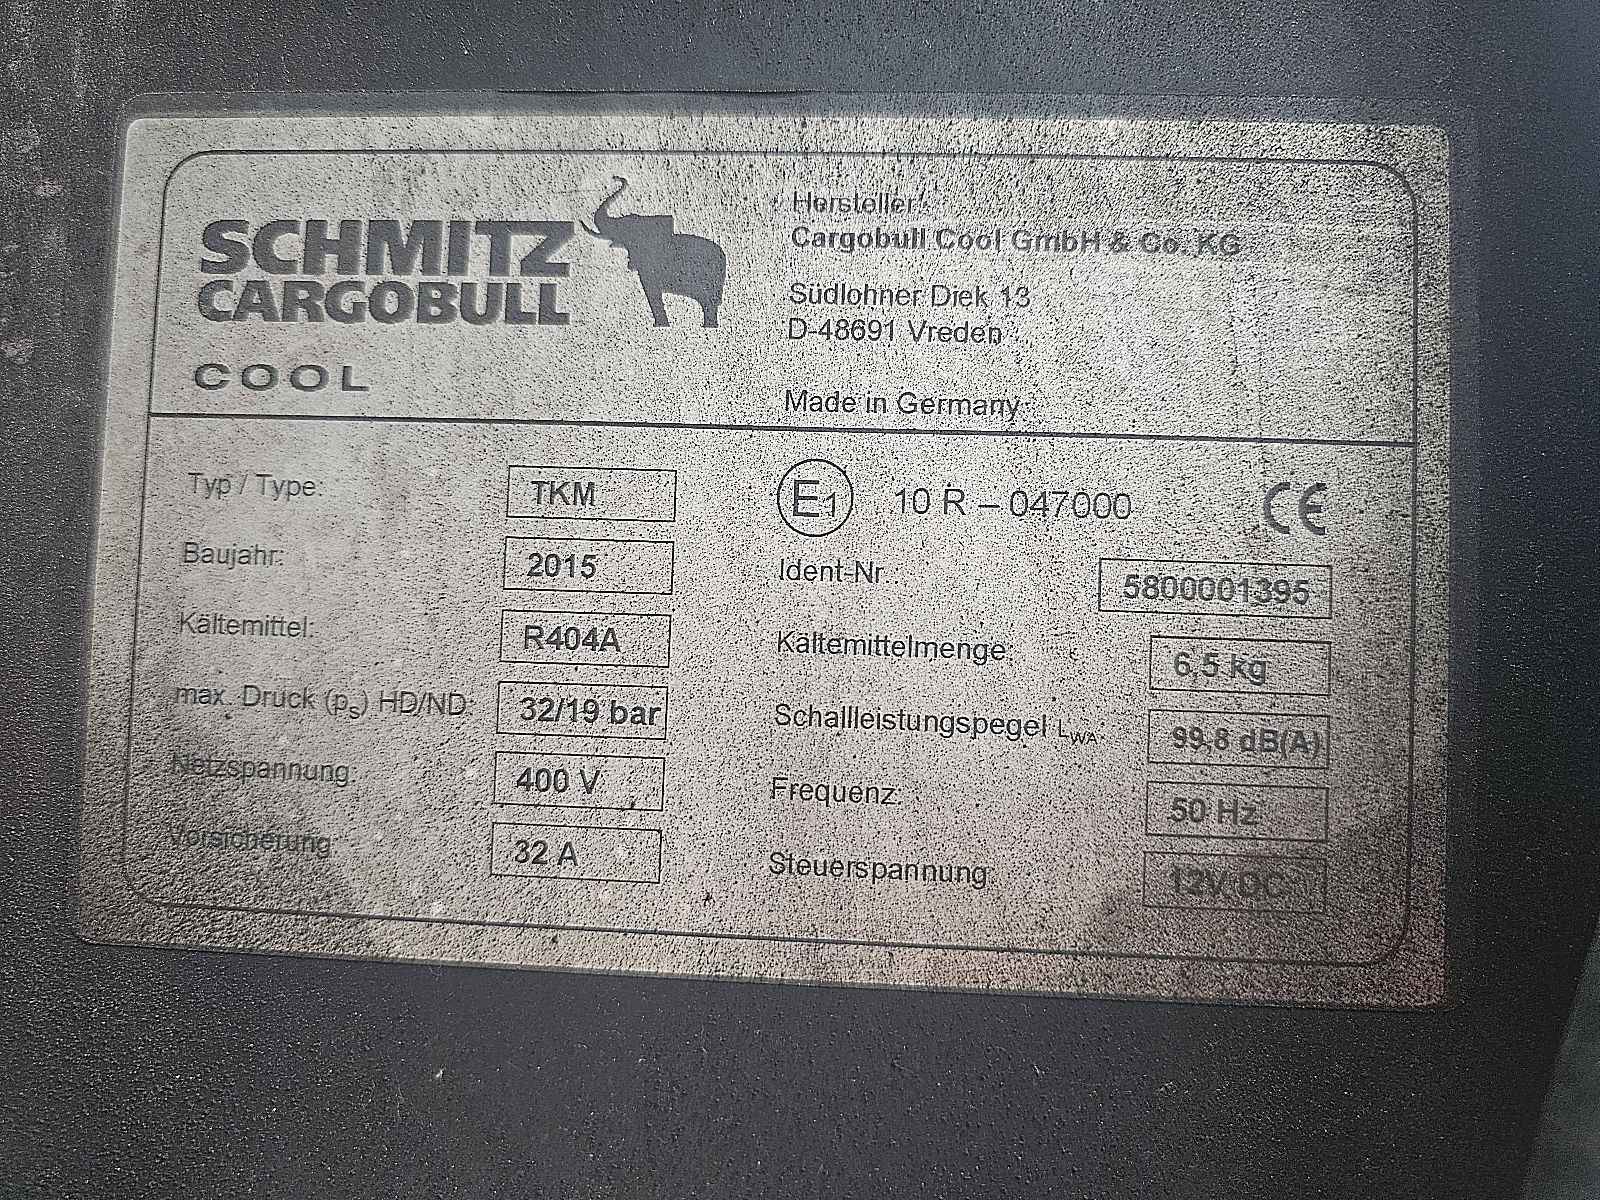 SCHMITZ
CARGOBULL
COOL
Hersteller:
Cargobull Cool GmbH & Co. KG
Südlohner Diek 13
D-48691 Vreden
Made in Germany
Typ / Type: TKM
E1 10 R – 047000 CE
Baujahr: 2015
Ident-Nr.: 5800001395
Kältemittel: R404A
Kältemittelmenge: 6,5 kg
max. Druck (ps) HD/ND: 32/19 bar
Schallleistungspegel LWA: 99,8 dB(A)
Netzspannung: 400 V
Frequenz: 50 Hz
Vorsicherung: 32 A
Steuerspannung: 12V DC